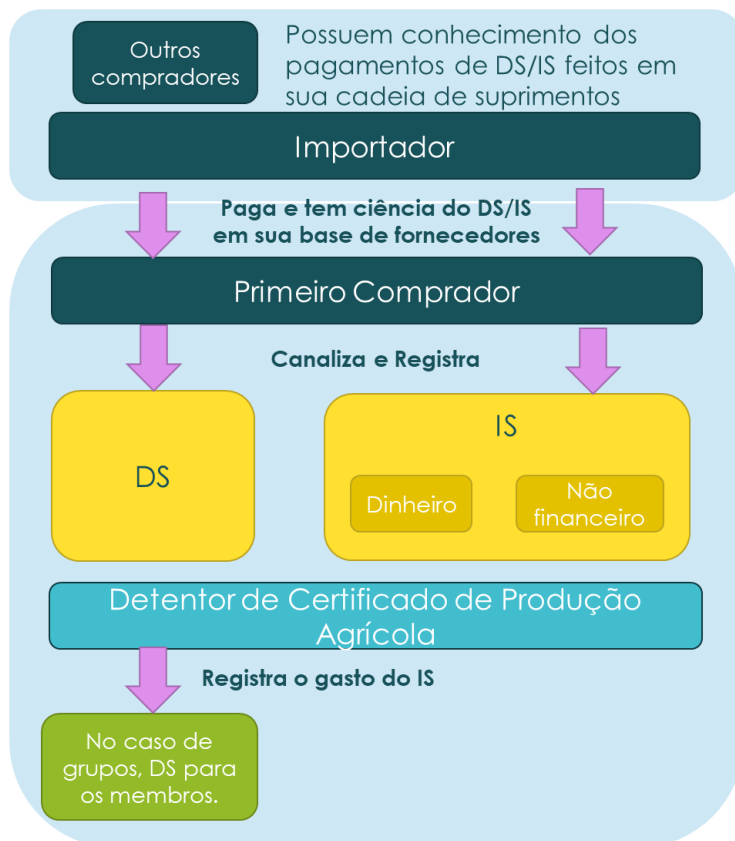 Outros
compradores
Possuem conhecimento dos
pagamentos de DS/IS feitos em
sua cadeia de suprimentos
Importador
Paga e tem ciência do DS/IS
em sua base de fornecedores
Primeiro Comprador
Canaliza e Registra
DS
IS
Dinheiro
Não
financeiro
Detentor de Certificado de Produção
Agrícola
Registra o gasto do IS
No caso de
grupos, DS para
os membros.